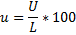 u = U/L * 100